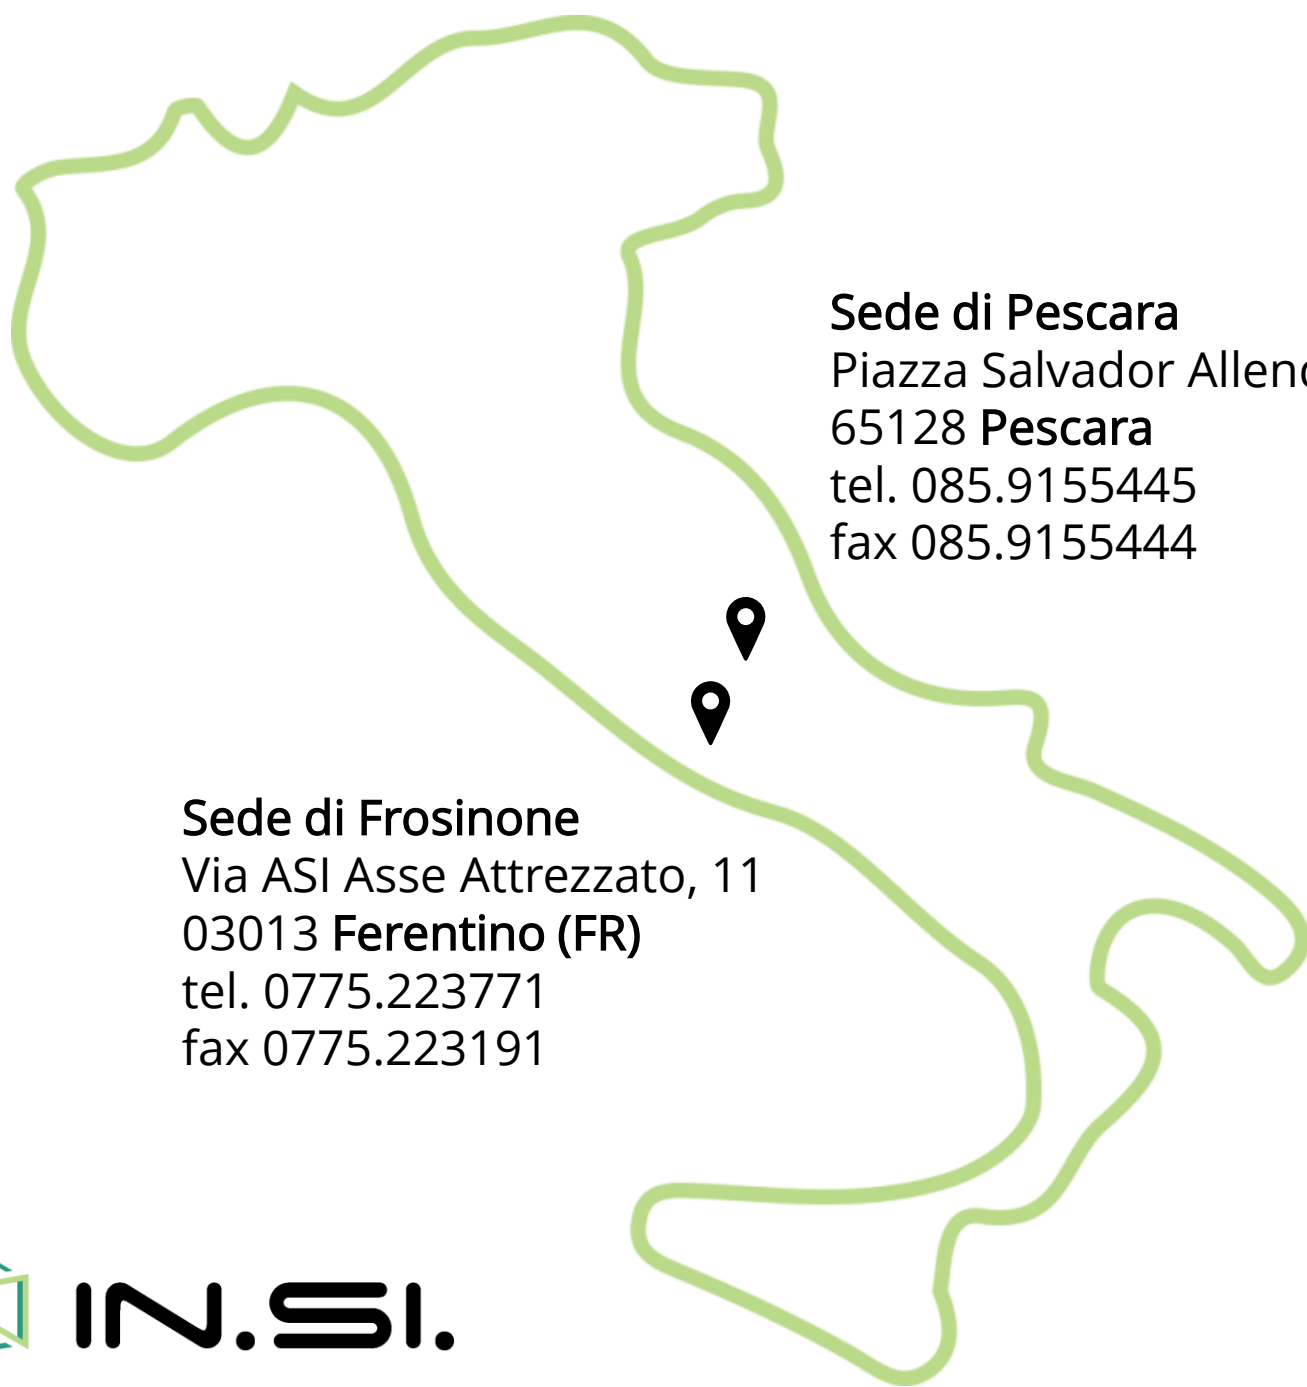 Sede di Pescara
Piazza Salvador
65128 Pescara
tel. 085.9155445
fax 085.9155444
Sede di Frosinone
Via ASI Asse Attrezzato, 11
03013 Ferentino (FR)
tel. 0775.223771
fax 0775.223191
IN.SI.